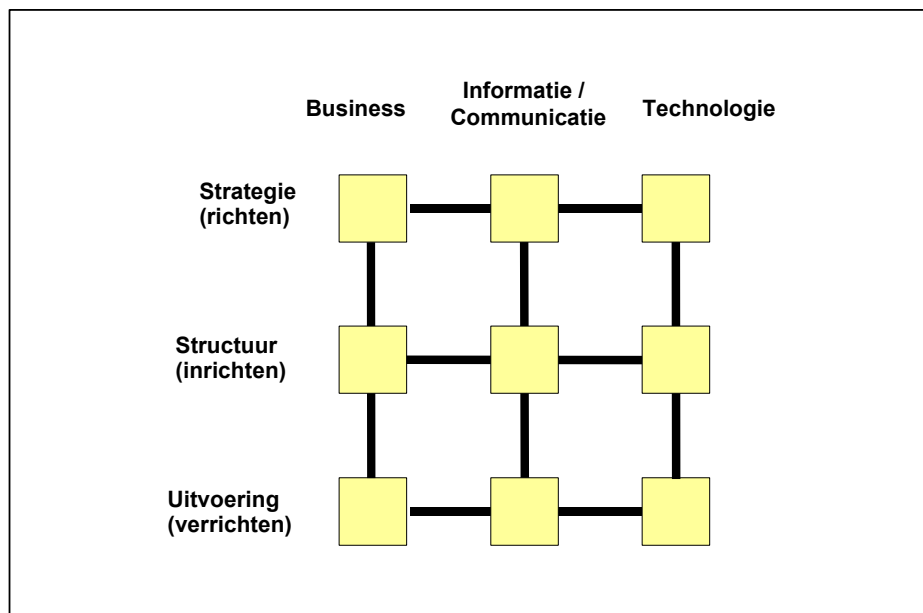 Business
Informatie /
Communicatie
Technologie
Strategie
(richten)
Structuur
(inrichten)
Uitvoering
(verrichten)